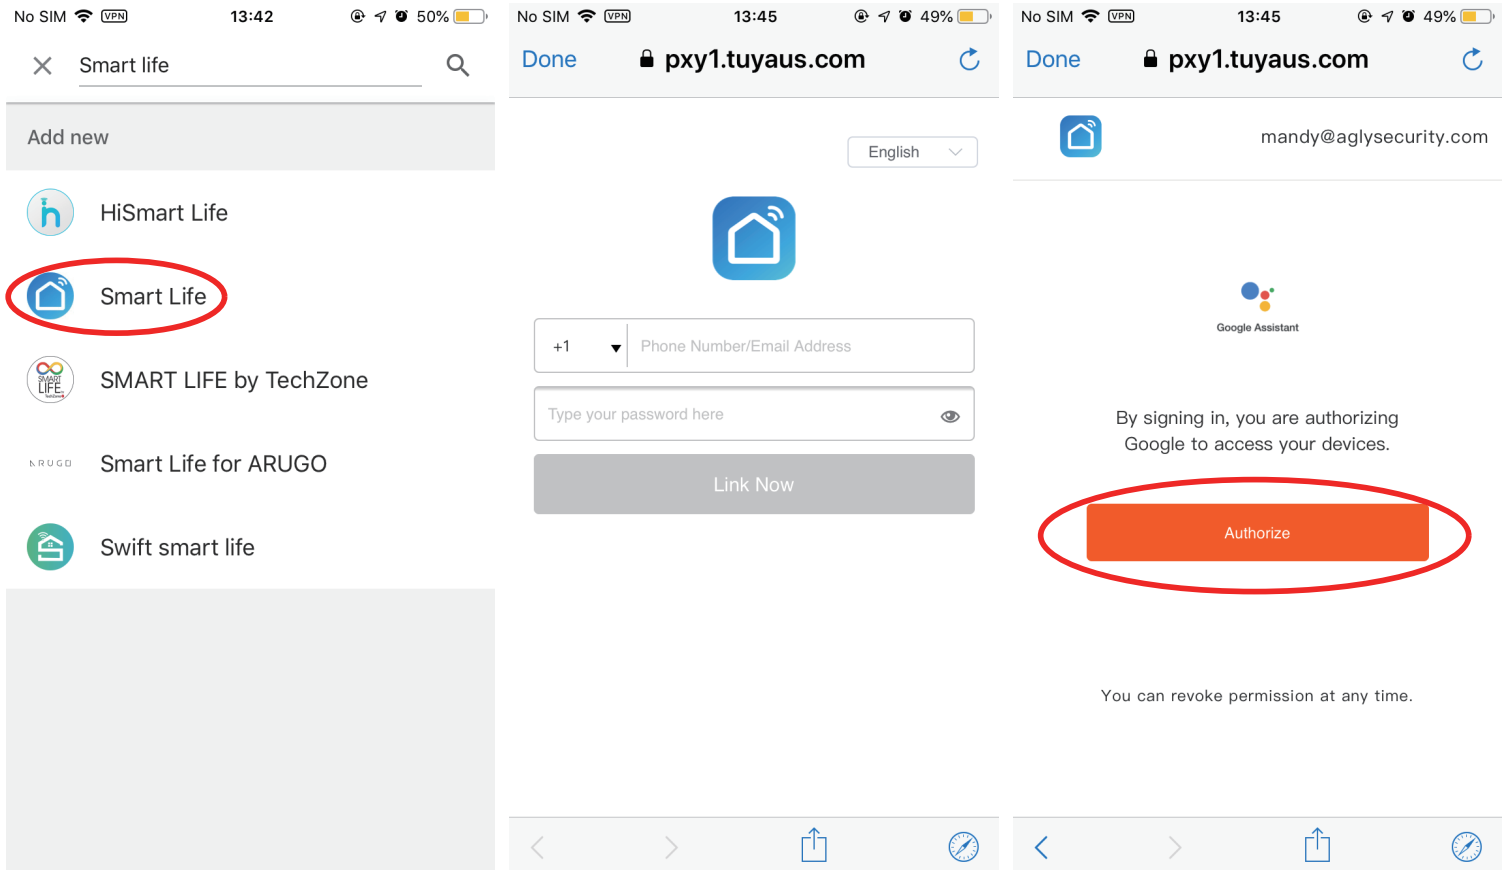 No SIM VPN 13:42 50%
Smart life
Add new
HiSmart Life
Smart Life
SMART LIFE TechZone
SMART LIFE by TechZone
ARUGO
Smart Life for ARUGO
Swift smart life
No SIM VPN 13:45 49%
Done pxy1.tuyaus.com
English
+1 Phone Number/Email Address
Type your password here
Link Now
No SIM VPN 13:45 49%
Done pxy1.tuyaus.com
mandy@aglysecurity.com
Google Assistant
By signing in, you are authorizing
Google to access your devices.
Authorize
You can revoke permission at any time.